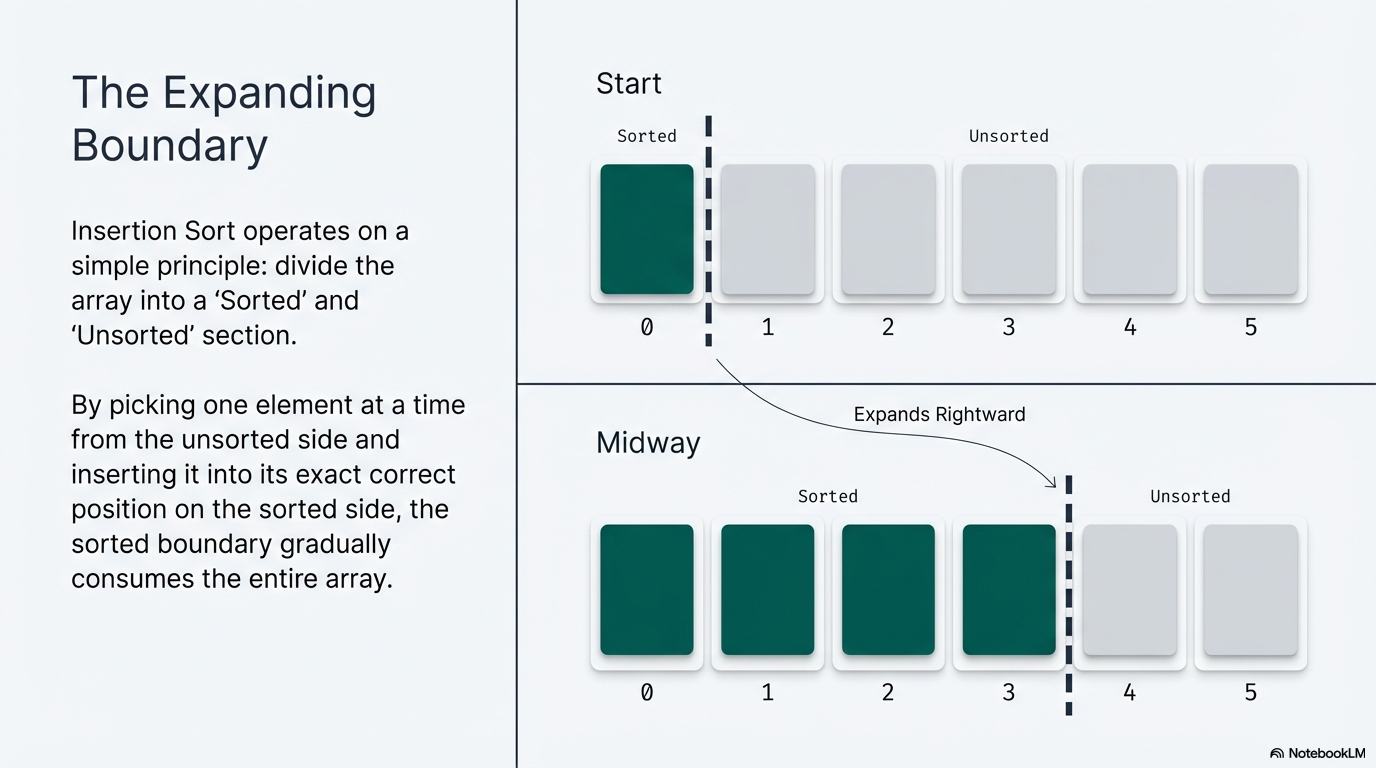 The Expanding
Boundary
Insertion Sort operates on a
simple principle: divide the
array into a ‘Sorted’ and
‘Unsorted’ section.
By picking one element at a time
from the unsorted side and
inserting it into its exact correct
position on the sorted side, the
sorted boundary gradually
consumes the entire array.
Start
Sorted
Unsorted
0 1 2 3 4 5
Expands Rightward
Midway
Sorted
Unsorted
0 1 2 3 4 5
NotebookLM